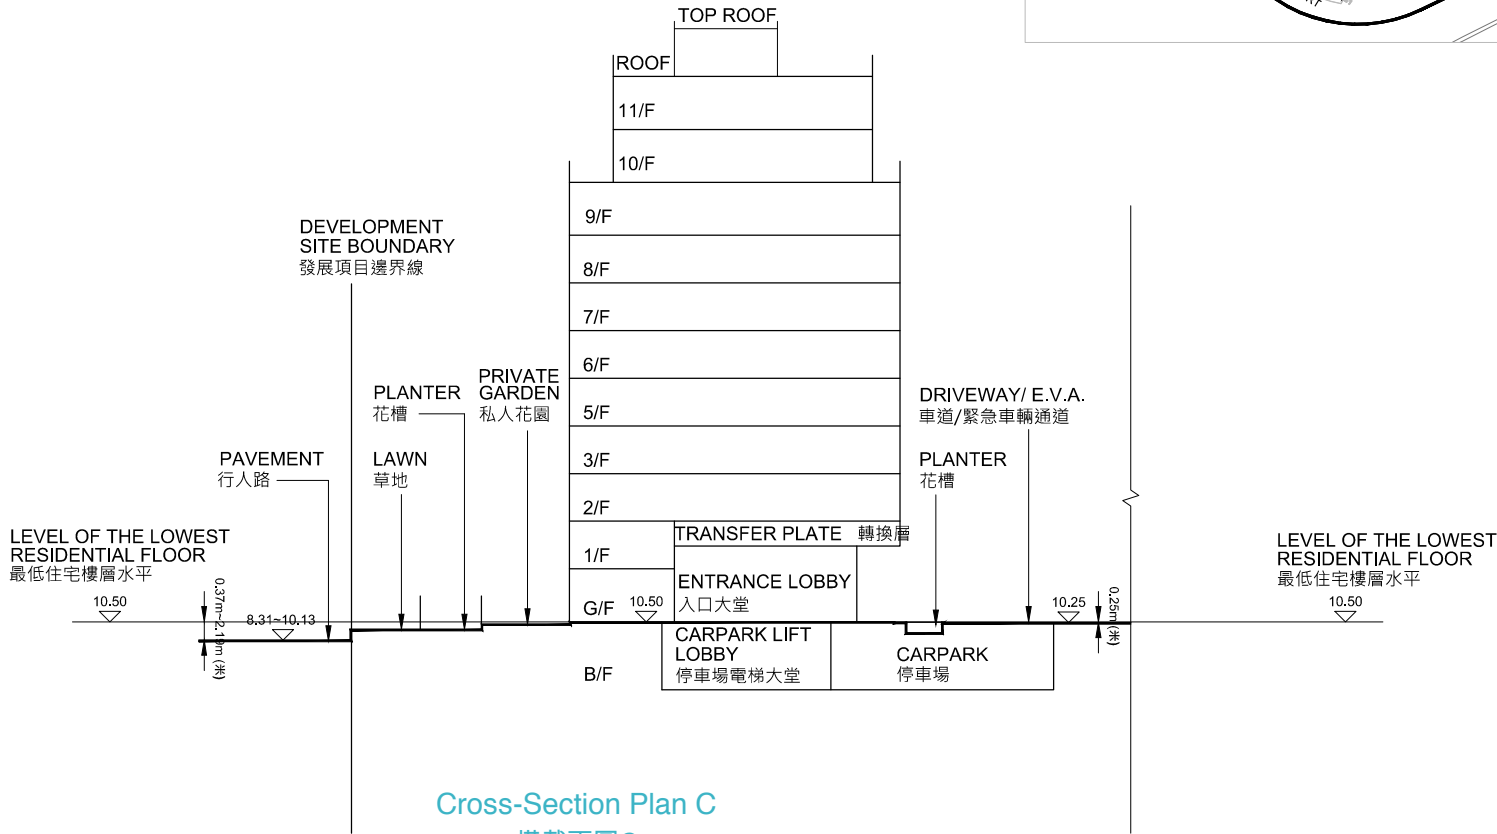 TOP ROOF
ROOF
11/F
10/F
9/F
8/F
7/F
6/F
5/F
3/F
2/F
1/F
G/F
B/F
DEVELOPMENT
SITE BOUNDARY
發展項目邊界線
PRIVATE
GARDEN
私人花園
PLANTER
花槽
PAVEMENT
行人路
LAWN
草地
DRIVEWAY/ E.V.A.
車道/緊急車輛通道
PLANTER
花槽
TRANSFER PLATE 轉換層
ENTRANCE LOBBY
入口大堂
10.50
CARPARK LIFT
LOBBY
停車場電梯大堂
CARPARK
停車場
LEVEL OF THE LOWEST
RESIDENTIAL FLOOR
最低住宅樓層水平
10.50
0.37m~2.19m (米)
8.31~10.13
10.25
0.25m (米)
LEVEL OF THE LOWEST
RESIDENTIAL FLOOR
最低住宅樓層水平
10.50
Cross-Section Plan C